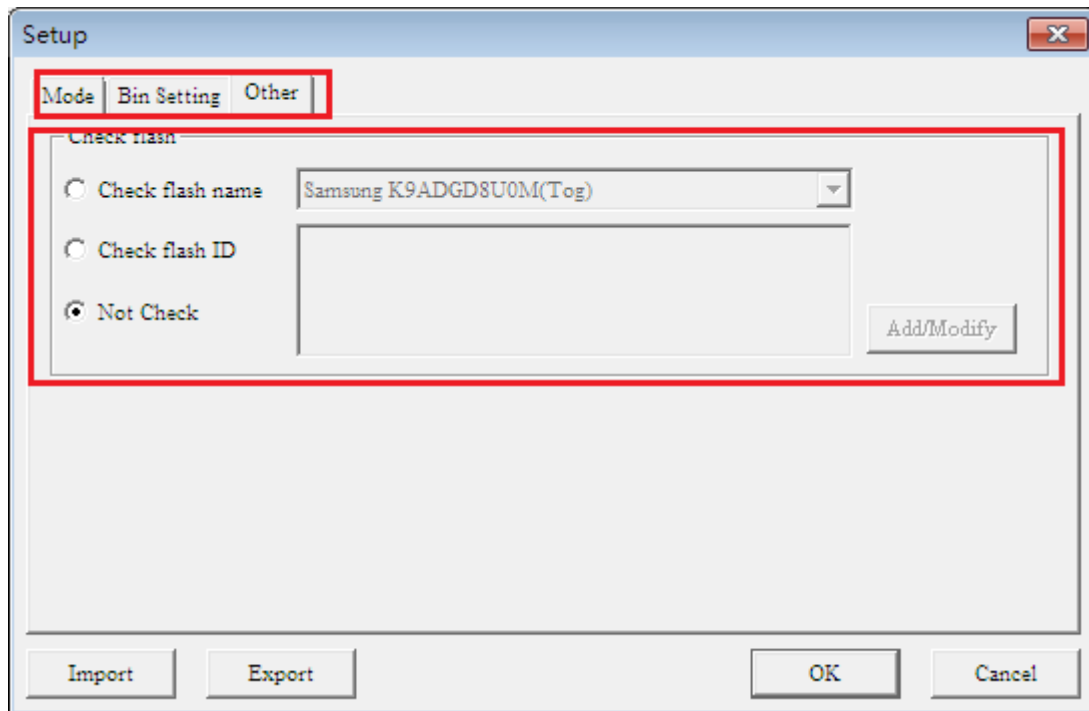 Setup
Mode Bin Setting Other
Check flash
Check flash name Samsung K9ADGD8U0M(Tog)
Check flash ID
Not Check
Add/Modify
Import Export OK Cancel